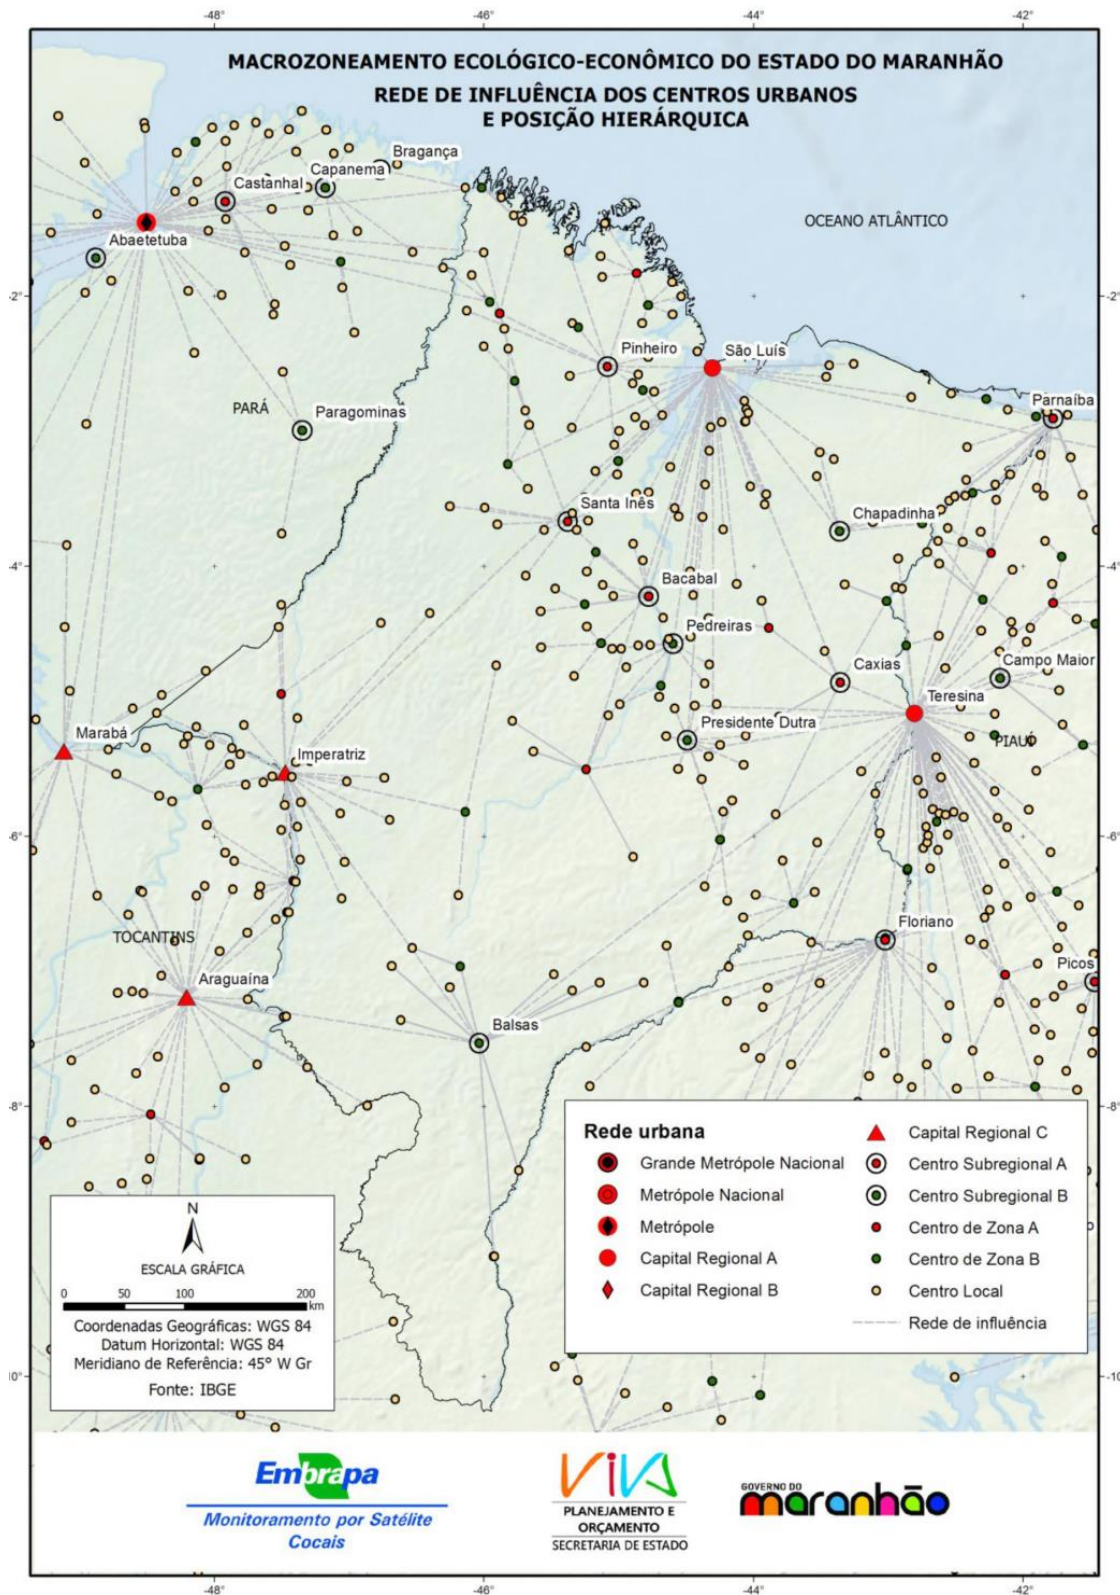 -48°
-46°
-44°
-42°
MACROZONEAMENTO ECOLÓGICO-ECONÔMICO DO ESTADO DO MARANHÃO
REDE DE INFLUÊNCIA DOS CENTROS URBANOS
E POSIÇÃO HIERÁRQUICA
Bragança
Capanema
Castanhal
OCEANO ATLÂNTICO
Abaetetuba
-2°
-2°
Pinheiro
São Luís
PARÁ
Paragominas
Parnaíba
Santa Inês
Chapadinha
-4°
-4°
Bacabal
Pedreiras
Caxias
Campo Maior
Teresina
Marabá
Presidente Dutra
PIAUÍ
Imperatriz
-6°
-6°
TOCANTINS
Floriano
Araguaína
Picos
Balsas
-8°
-8°
Rede urbana
Grande Metrópole Nacional
Metrópole Nacional
Metrópole
Capital Regional A
Capital Regional B
Capital Regional C
Centro Subregional A
Centro Subregional B
Centro de Zona A
Centro de Zona B
Centro Local
Rede de influência
N
ESCALA GRÁFICA
0 50 100 200
km
Coordenadas Geográficas: WGS 84
Datum Horizontal: WGS 84
Meridiano de Referência: 45° W Gr
Fonte: IBGE
Embrapa
Monitoramento por Satélite
Cocais
VIVA
PLANEJAMENTO E
ORÇAMENTO
SECRETARIA DE ESTADO
GOVERNO DO
maranhão
-48°
-46°
-44°
-42°